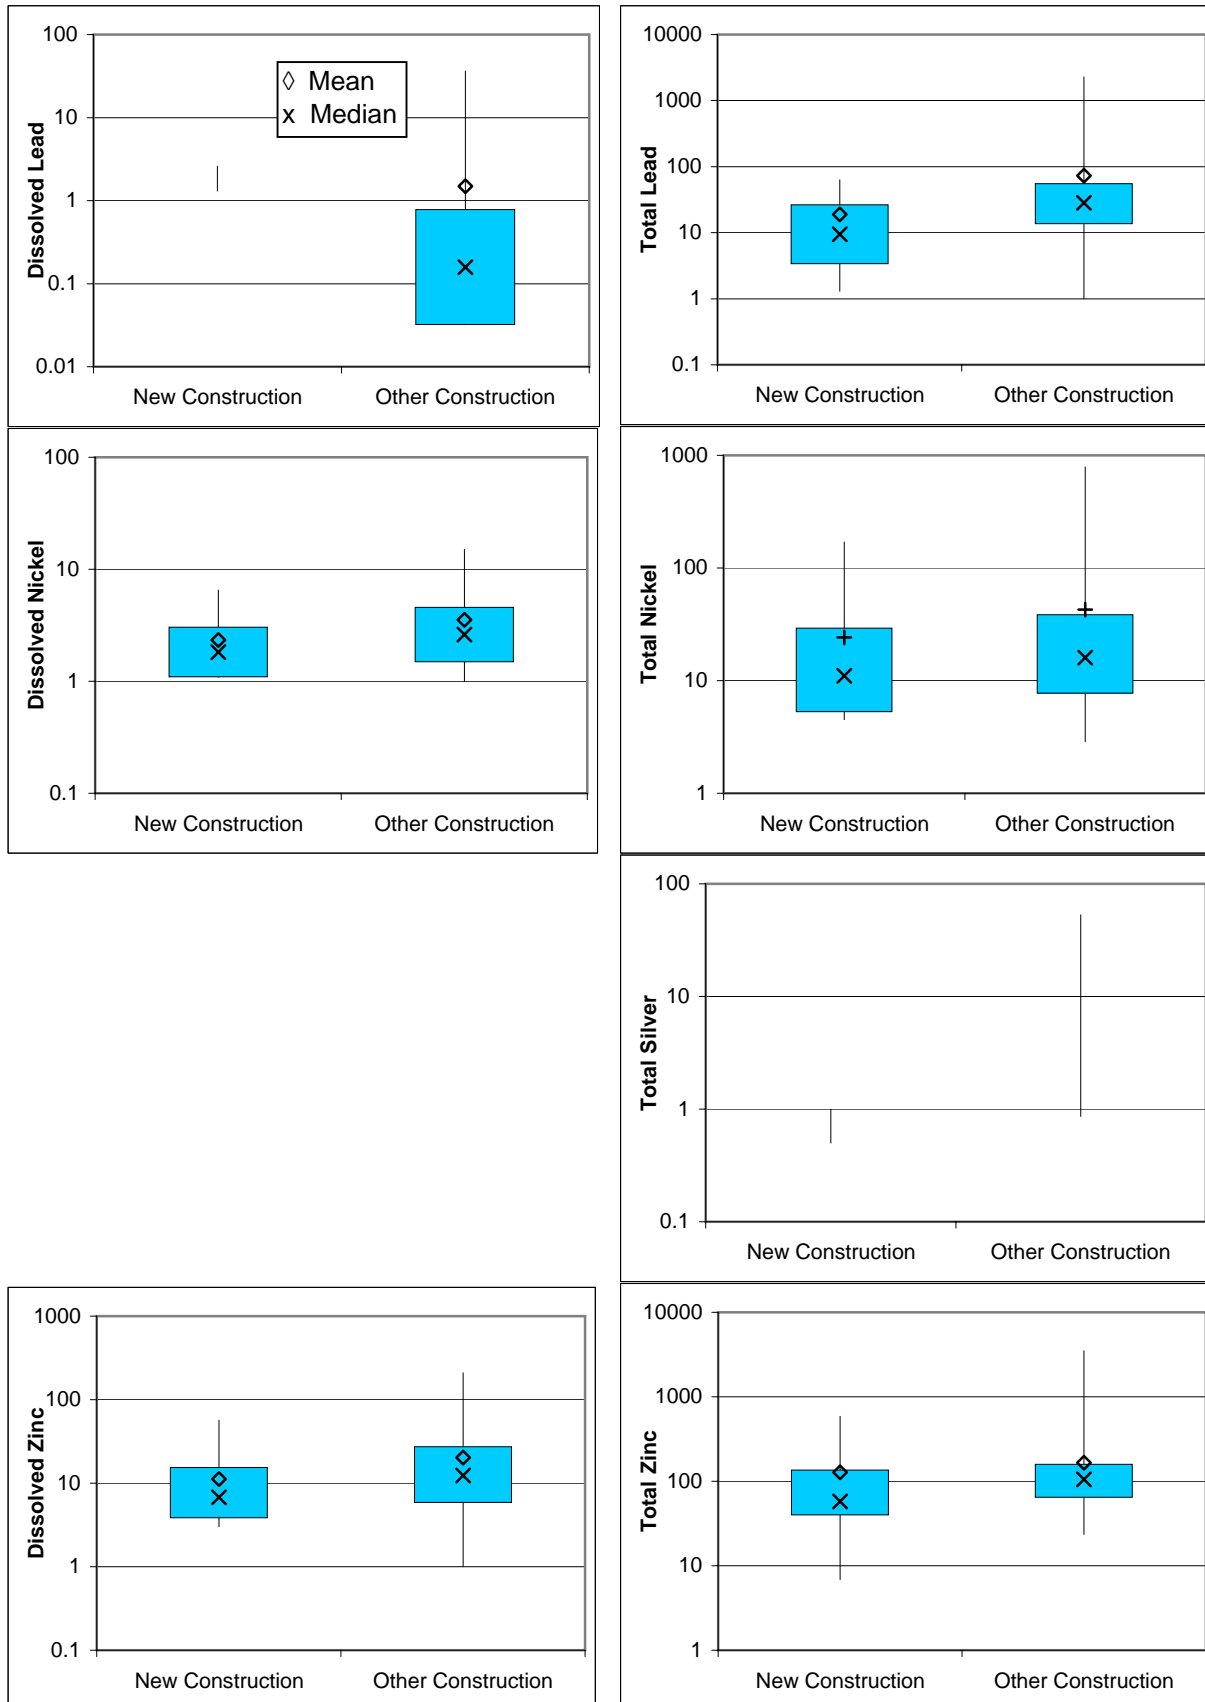 Dissolved Lead
100
10
1
0.1
0.01
◊ Mean
x Median
New Construction Other Construction
Total Lead
10000
1000
100
10
1
0.1
New Construction Other Construction
Dissolved Nickel
100
10
1
0.1
New Construction Other Construction
Total Nickel
1000
100
10
1
New Construction Other Construction
Total Silver
100
10
1
0.1
New Construction Other Construction
Dissolved Zinc
1000
100
10
1
0.1
New Construction Other Construction
Total Zinc
10000
1000
100
10
1
New Construction Other Construction